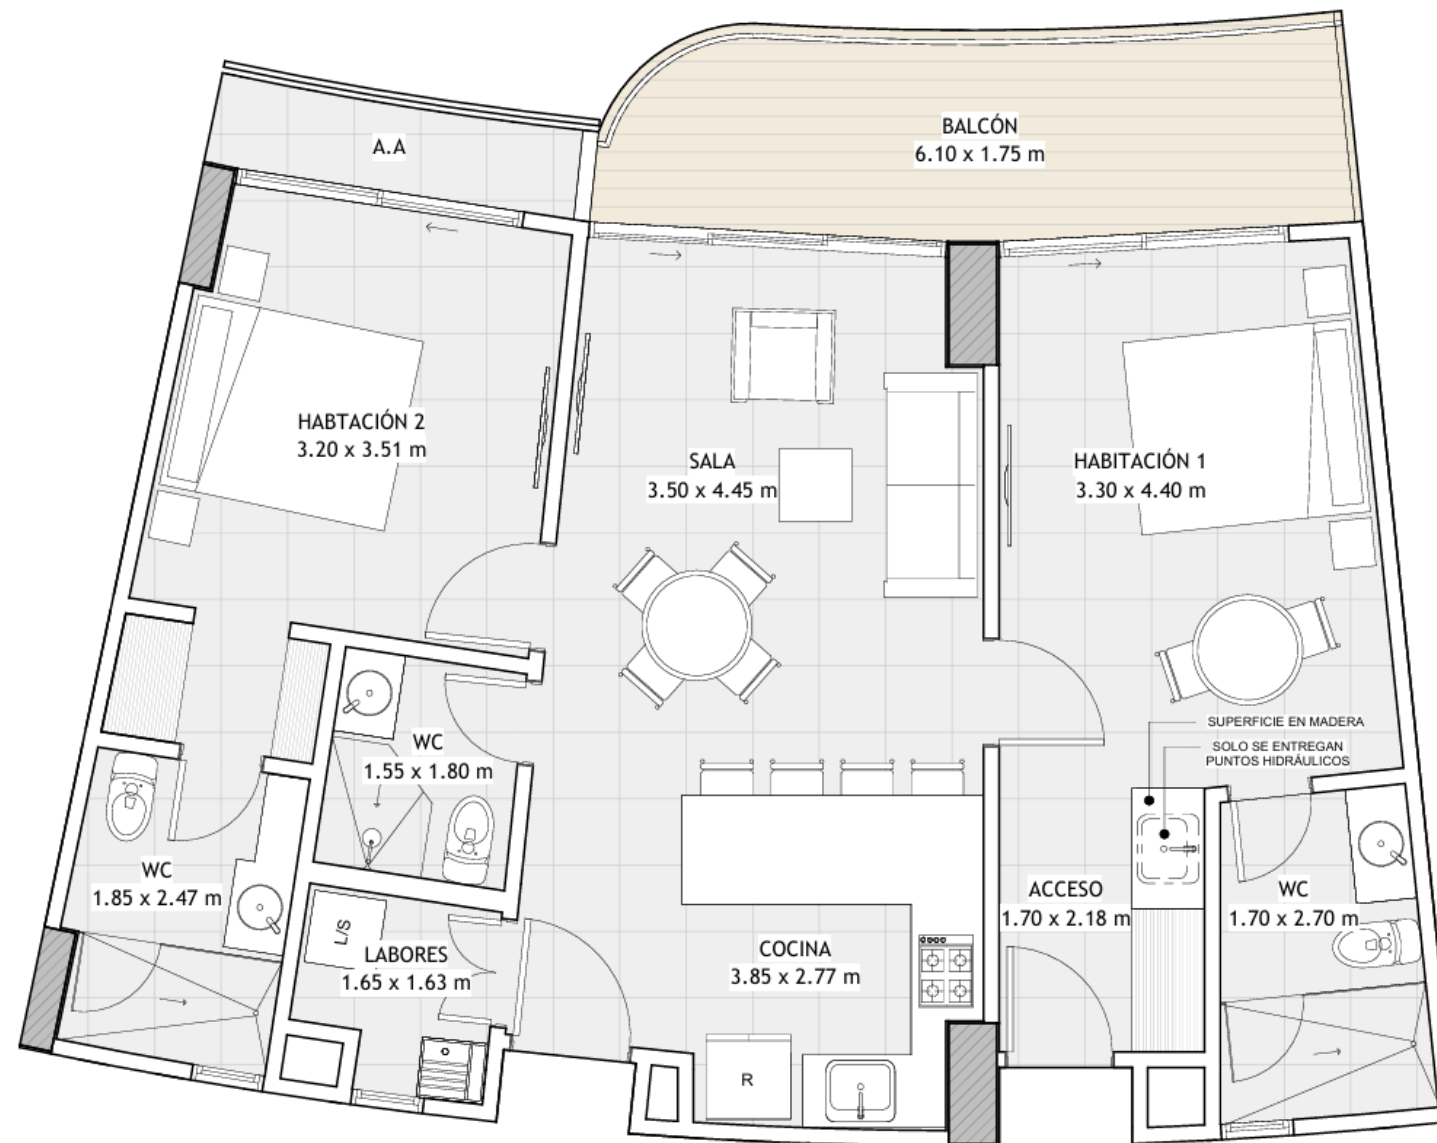 BALCÓN
6.10 x 1.75 m
A.A
HABTACIÓN 2
3.20 x 3.51 m
SALA
3.50 x 4.45 m
HABITACIÓN 1
3.30 x 4.40 m
SUPERFICIE EN MADERA
SOLO SE ENTREGAN
PUNTOS HIDRÁULICOS
WC
1.55 x 1.80 m
WC
1.85 x 2.47 m
ACCESO
1.70 x 2.18 m
WC
1.70 x 2.70 m
L/S
LABORES
1.65 x 1.63 m
COCINA
3.85 x 2.77 m
R